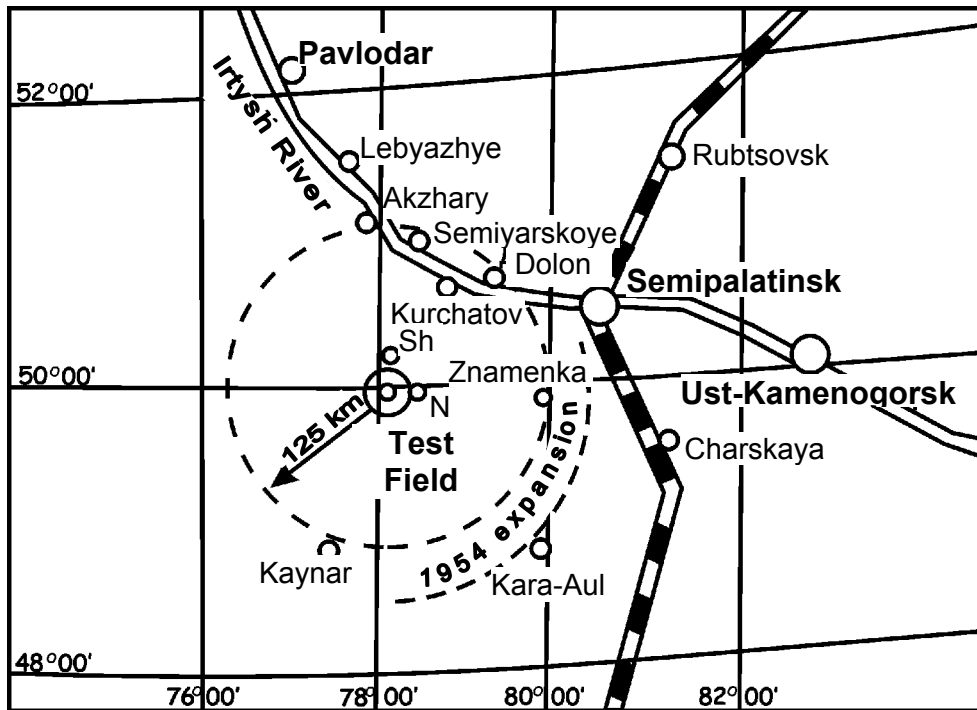 Pavlodar
52°00'
Irtysh River
Lebyazhye
Rubtsovsk
Akzhary
Semiyarskoye
Dolon
Semipalatinsk
Kurchatov
Sh
50°00'
Znamenka
Ust-Kamenogorsk
N
125 km
Test
Field
Charskaya
1954 expansion
Kaynar
Kara-Aul
48°00'
76°00' 78°00' 80°00' 82°00'